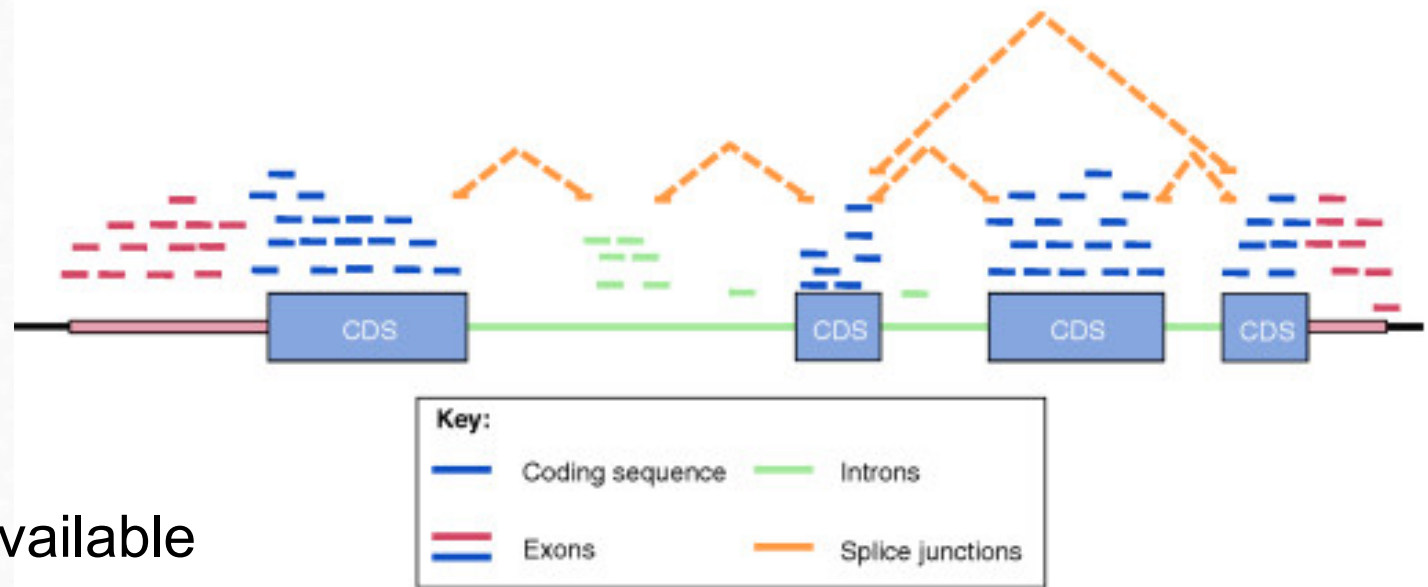 CDS CDS CDS CDS
Key:
Coding sequence Introns
Exons Splice junctions
vailable